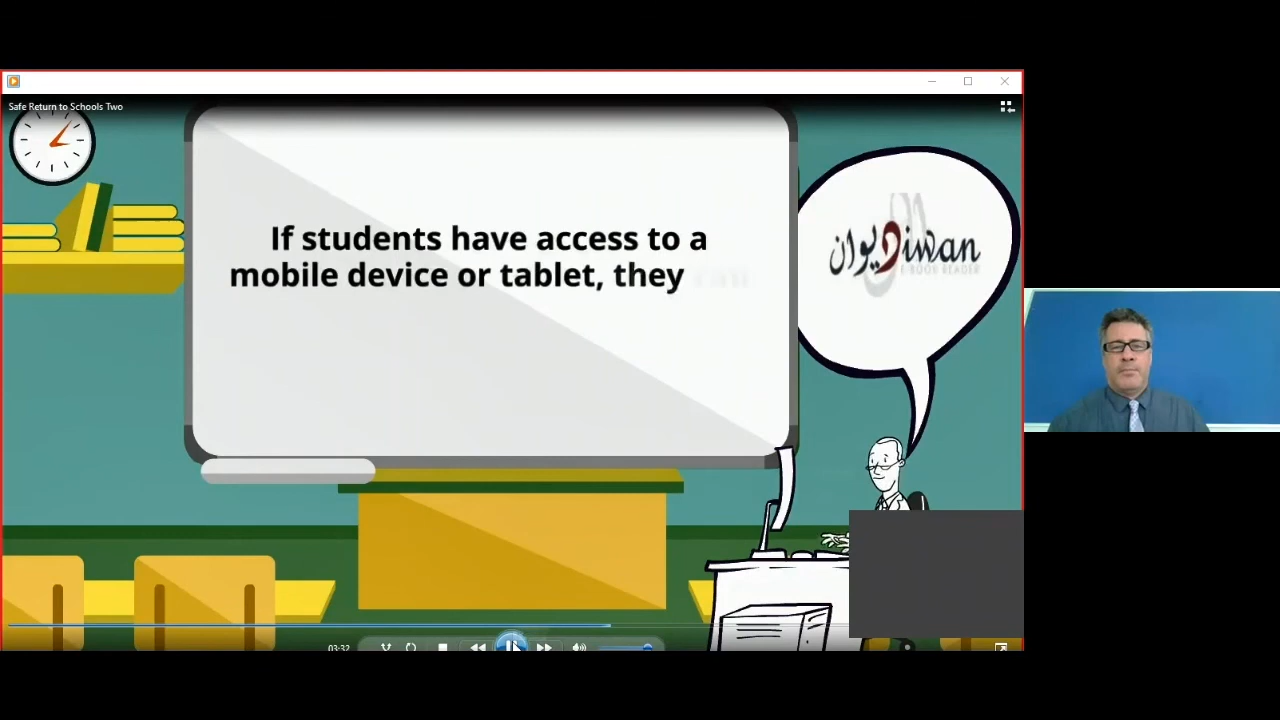 Safe Return to Schools Two
If students have access to a
mobile device or tablet, they
ديوان Diwan
E-BOOK READER
03:32